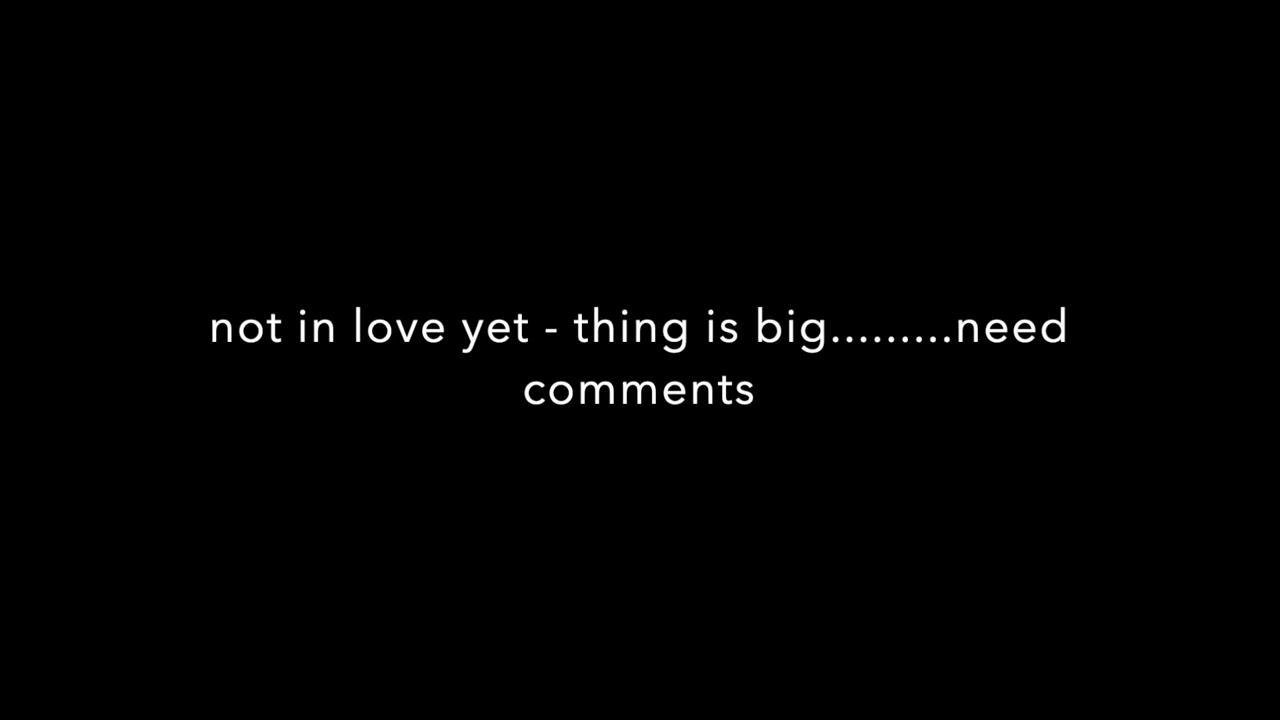 not in love yet - thing is big.........need
comments